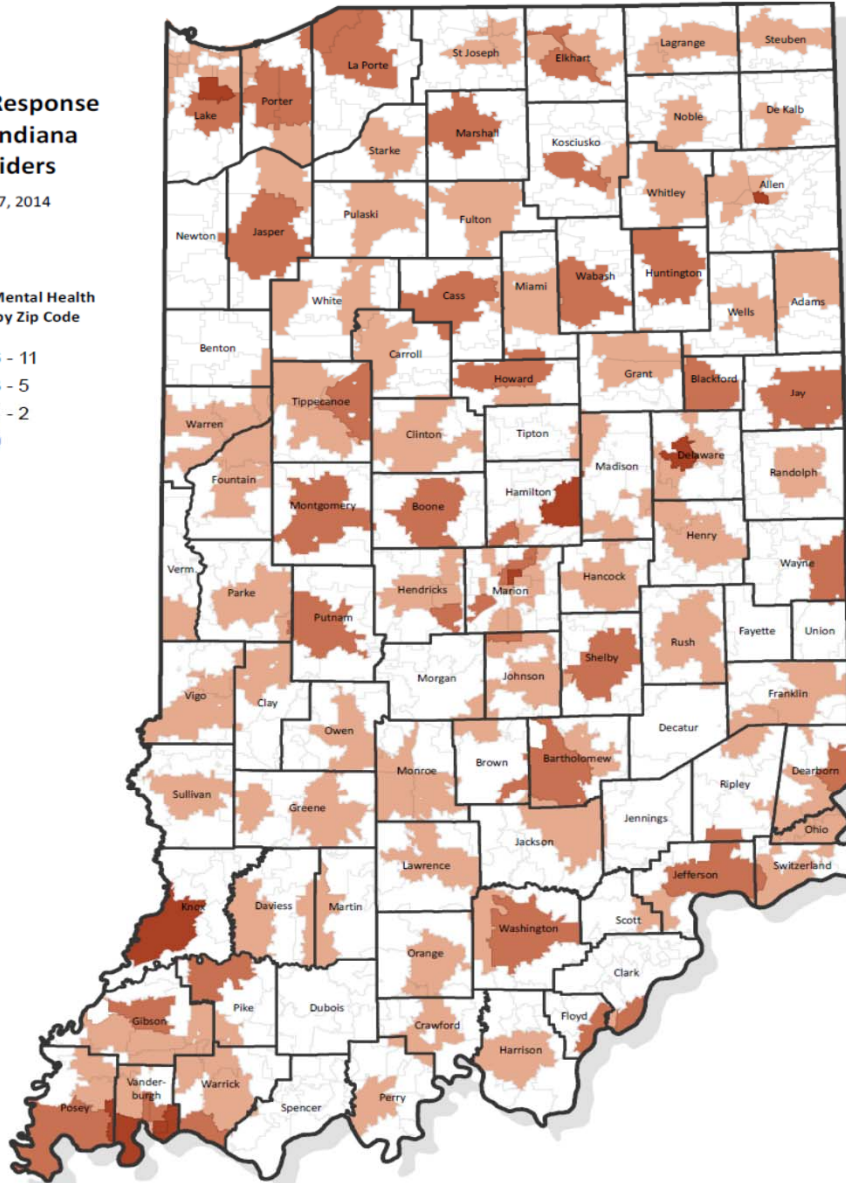 Response
Indiana
iders
7, 2014
Mental Health
by Zip Code
- 11
- 5
- 2
La Porte
St Joseph
Elkhart
Lagrange
Steuben
Lake
Porter
Starke
Marshall
Kosciusko
Noble
De Kalb
Newton
Jasper
Pulaski
Fulton
Whitley
Allen
White
Cass
Miami
Wabash
Huntington
Wells
Adams
Benton
Carroll
Howard
Grant
Blackford
Jay
Warren
Tippecanoe
Clinton
Tipton
Madison
Delaware
Randolph
Fountain
Montgomery
Boone
Hamilton
Henry
Wayne
Verm.
Parke
Putnam
Hendricks
Marion
Hancock
Rush
Fayette
Union
Vigo
Clay
Owen
Morgan
Johnson
Shelby
Decatur
Franklin
Sullivan
Greene
Monroe
Brown
Bartholomew
Jennings
Ripley
Dearborn
Ohio
Knox
Daviess
Martin
Lawrence
Jackson
Washington
Scott
Jefferson
Switzerland
Gibson
Pike
Dubois
Orange
Crawford
Harrison
Floyd
Clark
Posey
Vander-
burgh
Warrick
Spencer
Perry